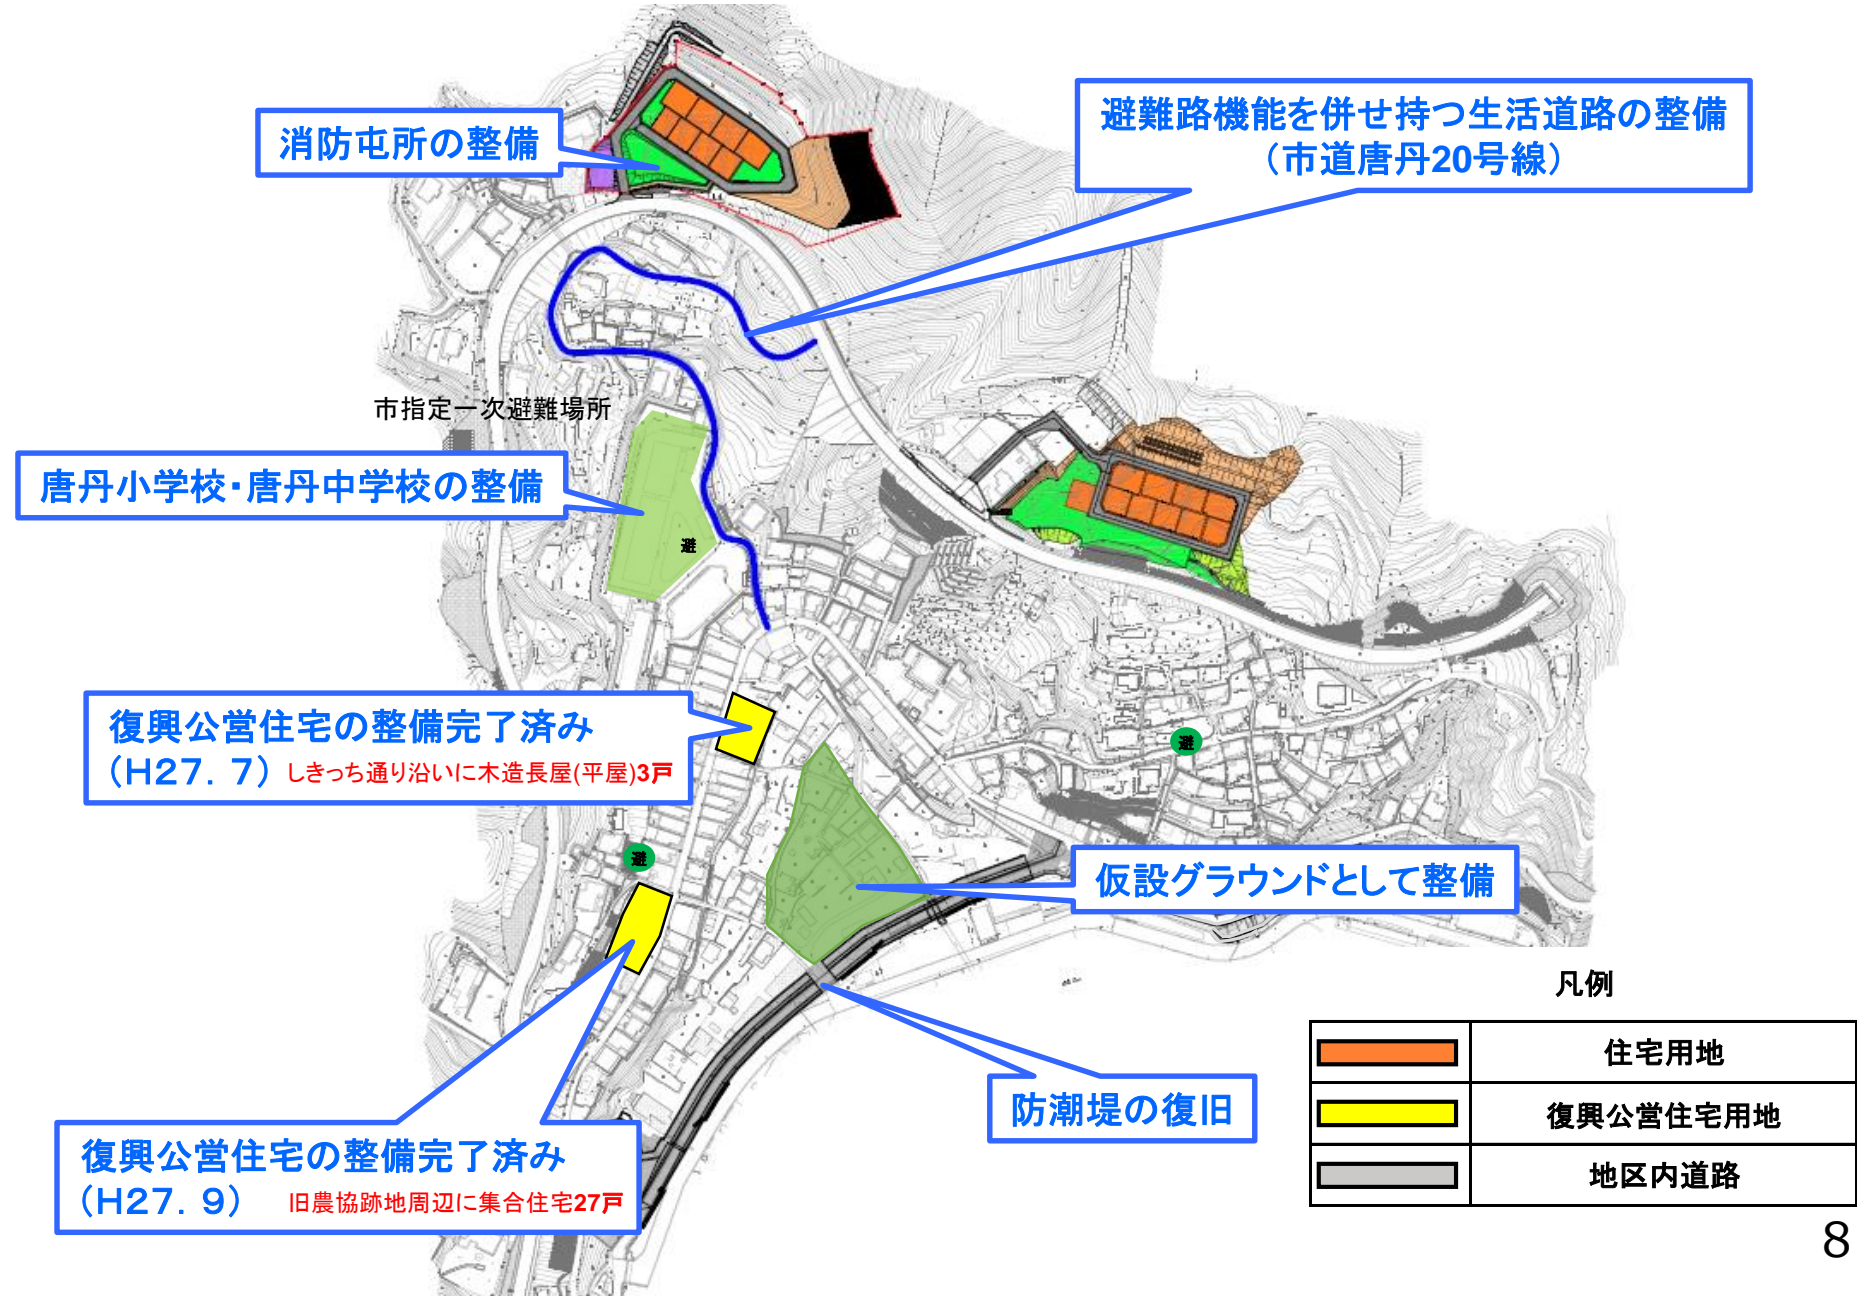 消防屯所の整備
避難路機能を併せ持つ生活道路の整備
（市道唐丹20号線）
市指定一次避難場所
唐丹小学校・唐丹中学校の整備
避
復興公営住宅の整備完了済み
（H27．7） しきっち通り沿いに木造長屋(平屋)3戸
避
避
仮設グラウンドとして整備
防潮堤の復旧
復興公営住宅の整備完了済み
（H27．9） 旧農協跡地周辺に集合住宅27戸
凡例
住宅用地
復興公営住宅用地
地区内道路
8